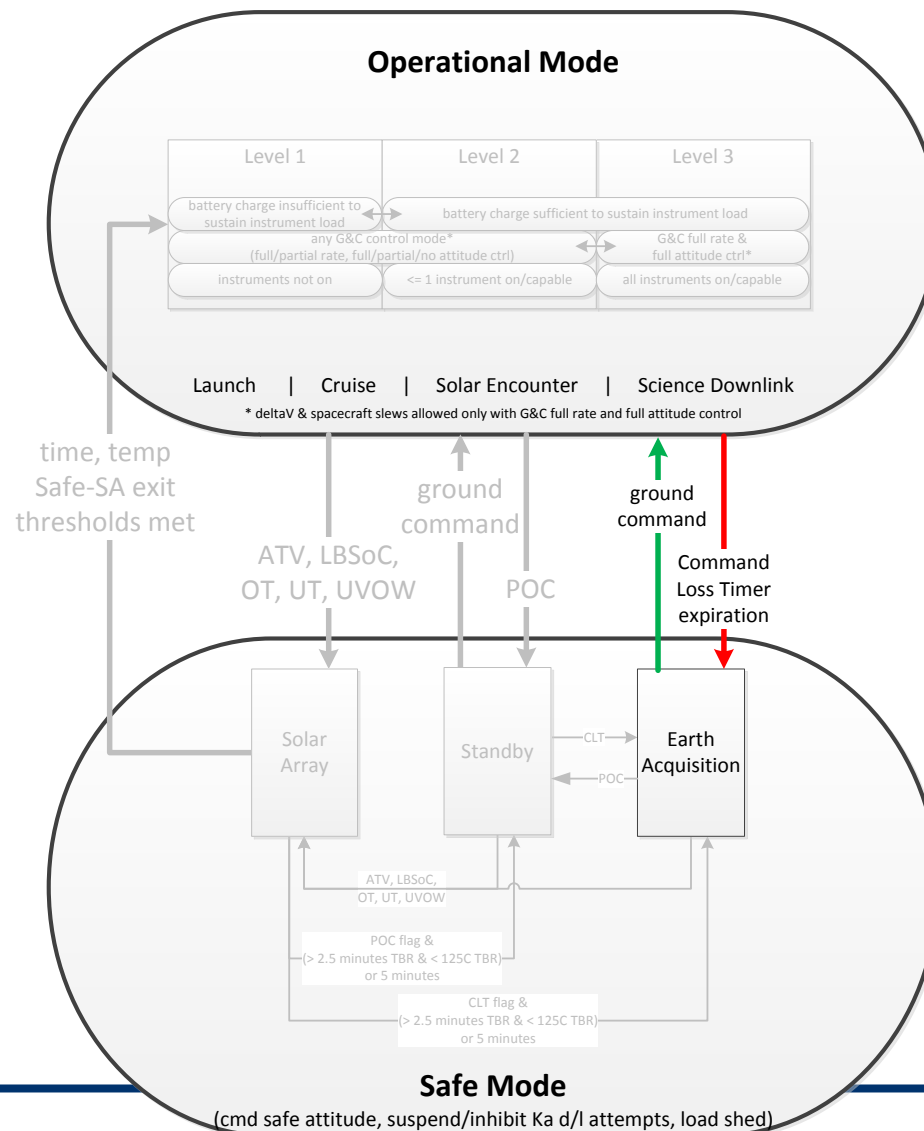 Operational Mode
Level 1
Level 2
Level 3
battery charge insufficient to
sustain instrument load
battery charge sufficient to sustain instrument load
any G&C control mode*
(full/partial rate, full/partial/no attitude ctrl)
G&C full rate &
full attitude ctrl*
instruments not on
<= 1 instrument on/capable
all instruments on/capable
Launch | Cruise | Solar Encounter | Science Downlink
* deltaV & spacecraft slews allowed only with G&C full rate and full attitude control
time, temp
Safe-SA exit
thresholds met
ATV, LBSoC,
OT, UT, UVOW
ground
command
POC
ground
command
Command
Loss Timer
expiration
Solar
Array
Standby
CLT
POC
Earth
Acquisition
ATV, LBSoC,
OT, UT, UVOW
POC flag &
(> 2.5 minutes TBR & < 125C TBR)
or 5 minutes
CLT flag &
(> 2.5 minutes TBR & < 125C TBR)
or 5 minutes
Safe Mode
(cmd safe attitude, suspend/inhibit Ka d/l attempts, load shed)